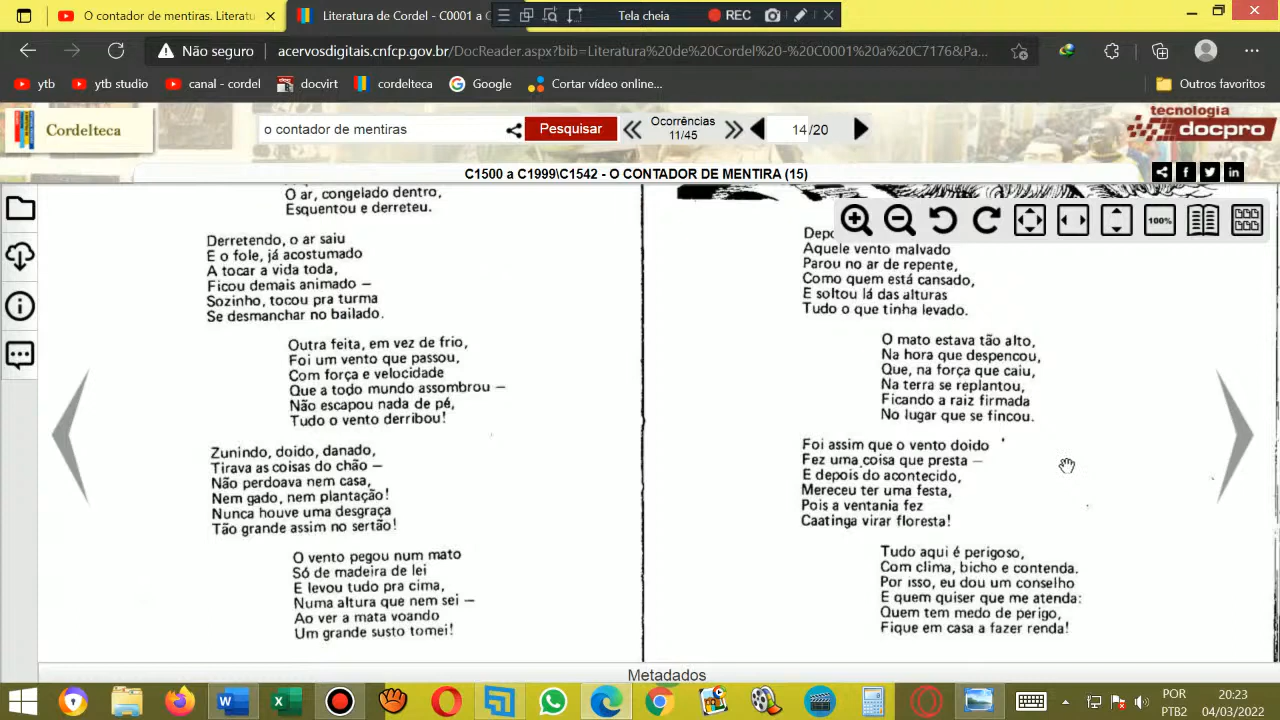 O contador de mentiras. Literatu
Literatura de Cordel - C0001 a C
Tela cheia
REC
Não seguro
acervosdigitais.cnfcp.gov.br/DocReader.aspx?bib=Literatura%20de%20Cordel%20-%20C0001%20a%20C7176&Pa...
ytb
ytb studio
canal - cordel
docvirt
cordelteca
Google
Cortar vídeo online...
Outros favoritos
Cordelteca
o contador de mentiras
Pesquisar
Ocorrências
11/45
14/20
tecnologia
docpro
C1500 a C1999\C1542 - O CONTADOR DE MENTIRA (15)
O ar, congelado dentro,
Esquentou e derreteu.
Derretendo, o ar saiu
E o fole, já acostumado
A tocar a vida toda,
Ficou demais animado —
Sozinho, tocou pra turma
Se desmanchar no bailado.
Outra feita, em vez de frio,
Foi um vento que passou,
Com força e velocidade
Que a todo mundo assombrou —
Não escapou nada de pé,
Tudo o vento derribou!
Zunindo, doido, danado,
Tirava as coisas do chão —
Não perdoava nem casa,
Nem gado, nem plantação!
Nunca houve uma desgraça
Tão grande assim no sertão!
O vento pegou num mato
Só de madeira de lei
E levou tudo pra cima,
Numa altura que nem sei —
Ao ver a mata voando
Um grande susto tomei!
100%
Aquele vento malvado
Parou no ar de repente,
Como quem está cansado,
E soltou lá das alturas
Tudo o que tinha levado.
O mato estava tão alto,
Na hora que despencou,
Que, na força que caiu,
Na terra se replantou,
Ficando a raiz firmada
No lugar que se fincou.
Foi assim que o vento doido
Fez uma coisa que presta —
E depois do acontecido,
Mereceu ter uma festa,
Pois a ventania fez
Caatinga virar floresta!
Tudo aqui é perigoso,
Com clima, bicho e contenda.
Por isso, eu dou um conselho
E quem quiser que me atenda:
Quem tem medo de perigo,
Fique em casa a fazer renda!
Metadados
POR
PTB2
20:23
04/03/2022